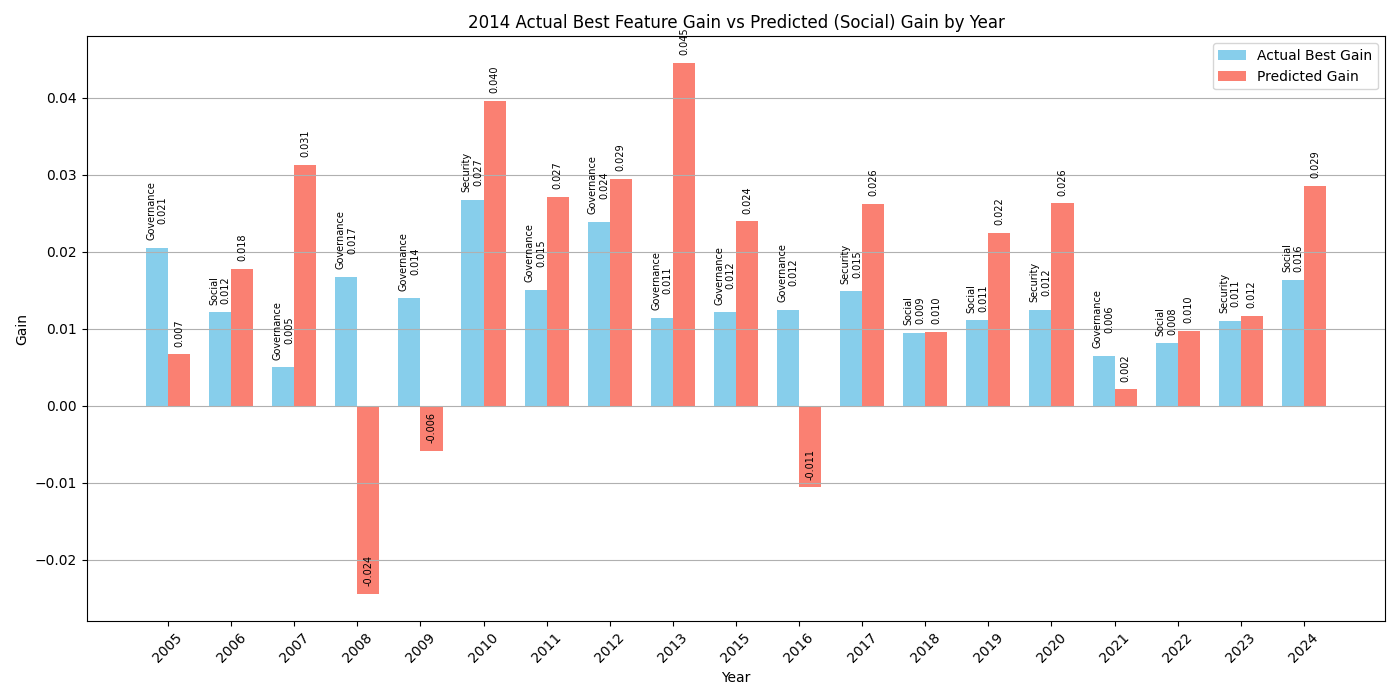 2014 Actual Best Feature Gain vs Predicted (Social) Gain by Year
Actual Best Gain
Predicted Gain
Gain
0.04
0.03
0.02
0.01
0.00
−0.01
−0.02
Governance
0.021
0.007
Social
0.012
0.018
Governance
0.005
0.031
Governance
0.017
-0.024
Governance
0.014
-0.006
Security
0.027
0.040
Governance
0.015
0.027
Governance
0.024
0.029
Governance
0.011
0.045
Governance
0.012
0.024
Governance
0.012
-0.011
Security
0.015
0.026
Social
0.009
0.010
Social
0.011
0.022
Security
0.012
0.026
Governance
0.006
0.002
Social
0.008
0.010
Security
0.011
0.012
Social
0.016
0.029
2005
2006
2007
2008
2009
2010
2011
2012
2013
2015
2016
2017
2018
2019
2020
2021
2022
2023
2024
Year